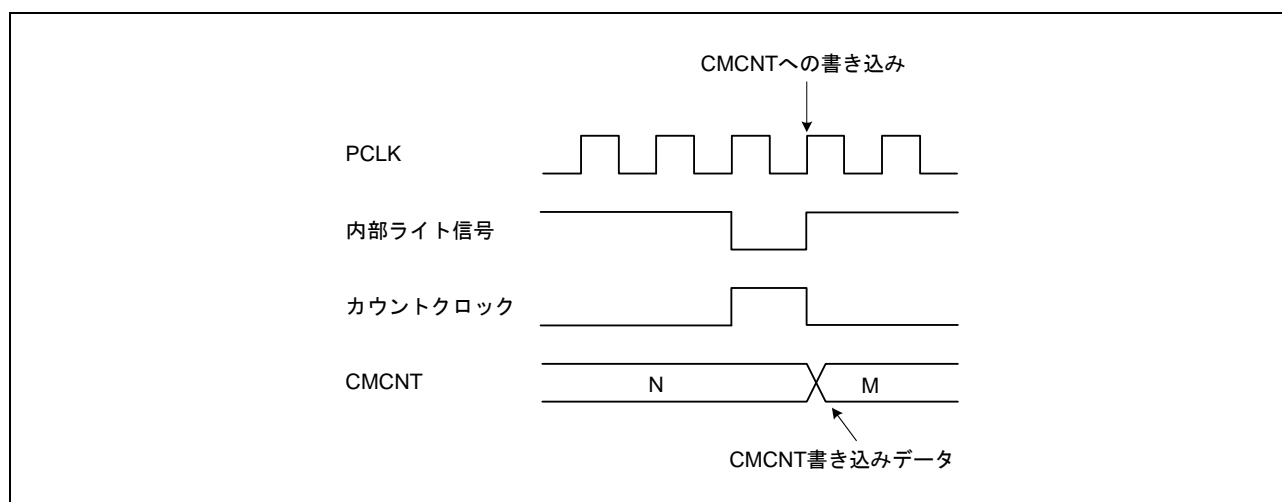 CMCNTへの書き込み
PCLK
内部ライト信号
カウントクロック
CMCNT
N
M
CMCNT書き込みデータ